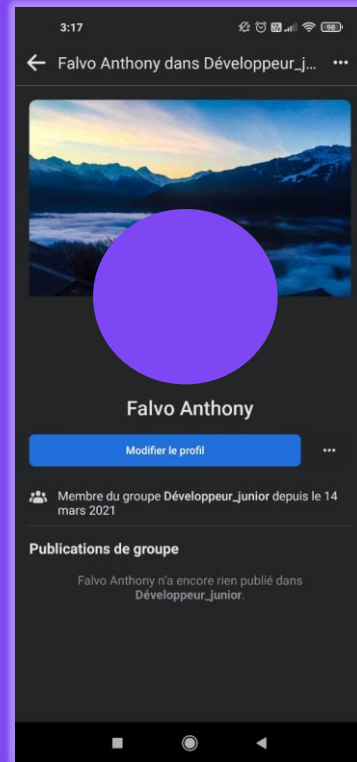 3:17
98
Falvo Anthony dans Développeur_j...
Falvo Anthony
Modifier le profil
Membre du groupe Développeur_junior depuis le 14
mars 2021
Publications de groupe
Falvo Anthony n'a encore rien publié dans
Développeur_junior.